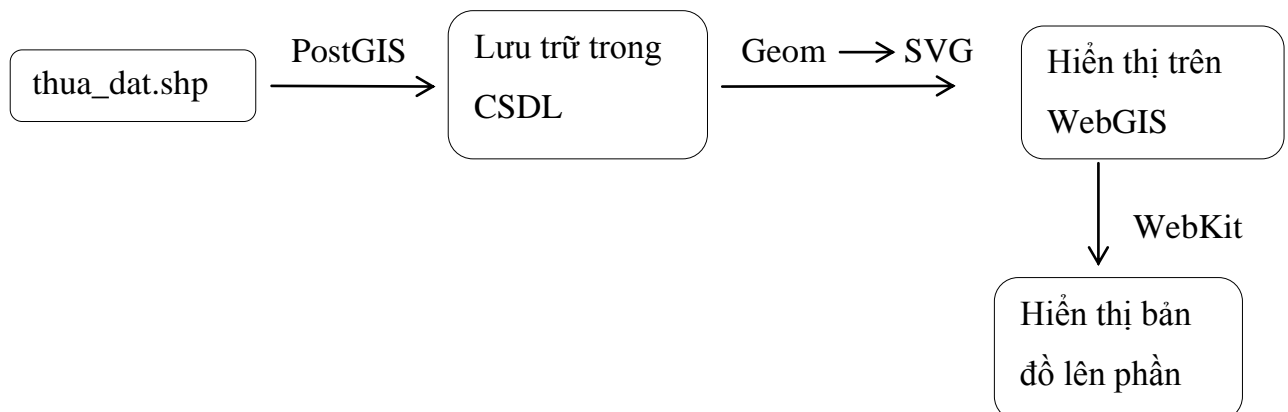 thua_dat.shp
PostGIS
Lưu trữ trong
CSDL
Geom → SVG
Hiển thị trên
WebGIS
WebKit
Hiển thị bản
đồ lên phần